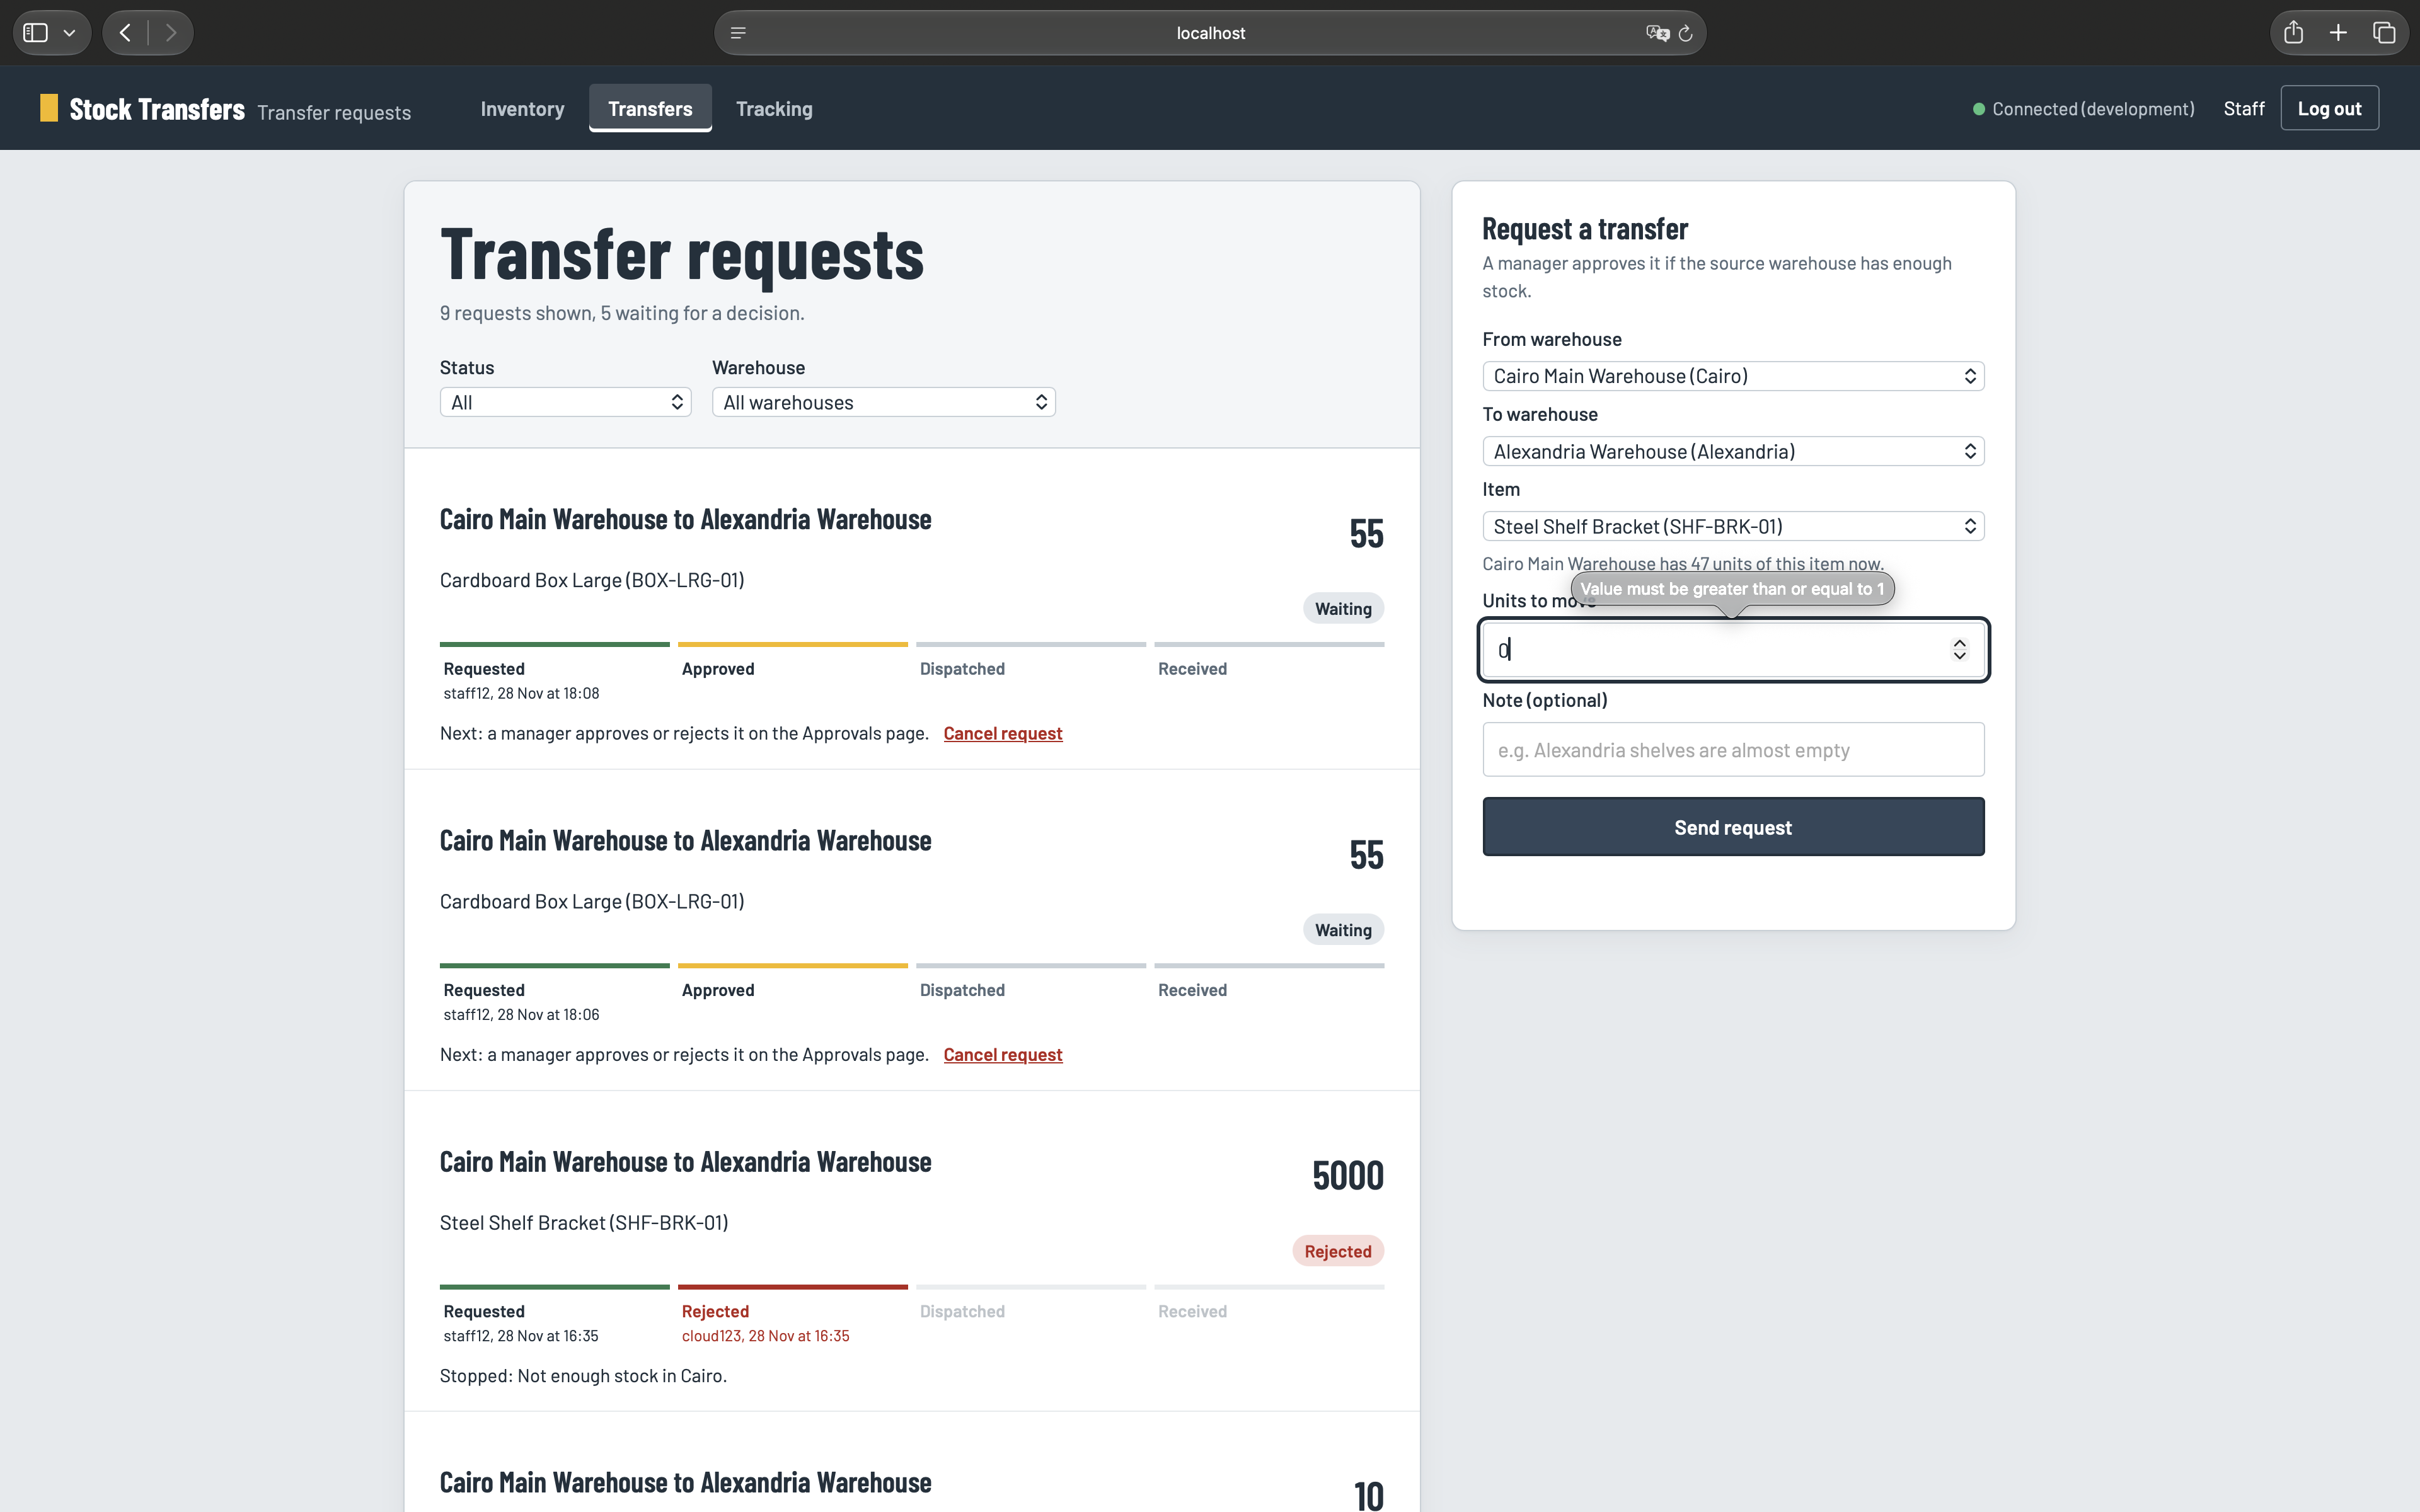 localhost
Stock Transfers Transfer requests Inventory Transfers Tracking Connected (development) Staff Log out
Transfer requests
9 requests shown, 5 waiting for a decision.
Status Warehouse
All All warehouses
Cairo Main Warehouse to Alexandria Warehouse
55
Cardboard Box Large (BOX-LRG-01)
Waiting
Requested Approved Dispatched Received
staff12, 28 Nov at 18:08
Next: a manager approves or rejects it on the Approvals page. Cancel request
Cairo Main Warehouse to Alexandria Warehouse
55
Cardboard Box Large (BOX-LRG-01)
Waiting
Requested Approved Dispatched Received
staff12, 28 Nov at 18:06
Next: a manager approves or rejects it on the Approvals page. Cancel request
Cairo Main Warehouse to Alexandria Warehouse
5000
Steel Shelf Bracket (SHF-BRK-01)
Rejected
Requested Rejected Dispatched Received
staff12, 28 Nov at 16:35 cloud123, 28 Nov at 16:35
Stopped: Not enough stock in Cairo.
Cairo Main Warehouse to Alexandria Warehouse
10
Request a transfer
A manager approves it if the source warehouse has enough
stock.
From warehouse
Cairo Main Warehouse (Cairo)
To warehouse
Alexandria Warehouse (Alexandria)
Item
Steel Shelf Bracket (SHF-BRK-01)
Cairo Main Warehouse has 47 units of this item now.
Value must be greater than or equal to 1
Units to move
0
Note (optional)
e.g. Alexandria shelves are almost empty
Send request